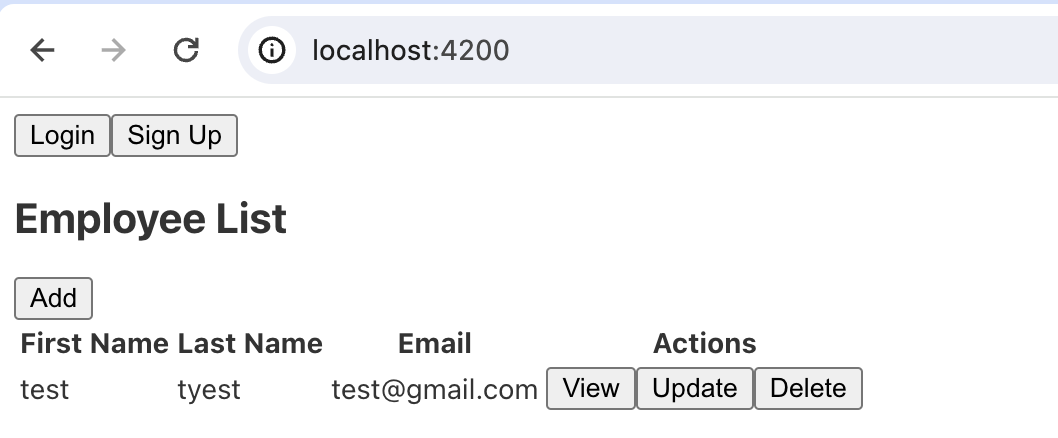 localhost:4200
Login Sign Up
Employee List
Add
First Name Last Name Email Actions
test tyest test@gmail.com View Update Delete